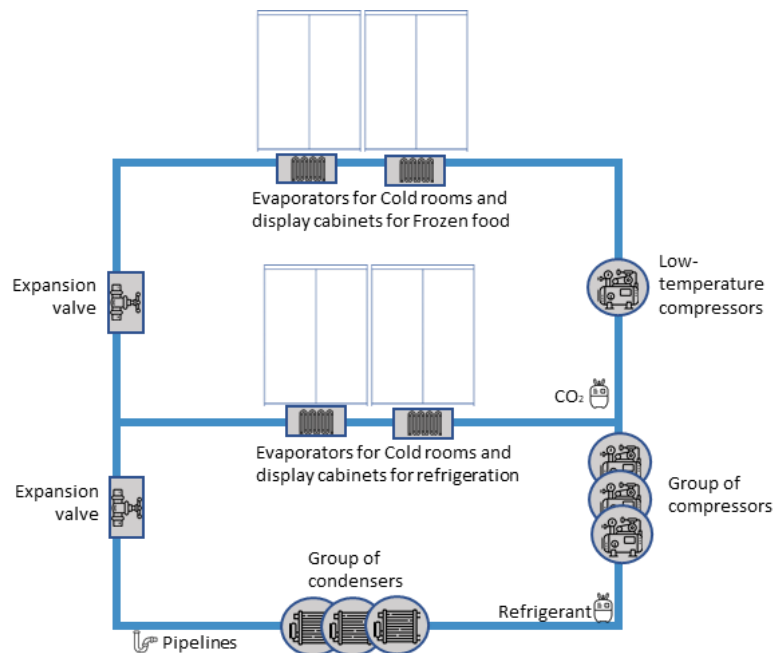 Evaporators for Cold rooms and
display cabinets for Frozen food
Low-
temperature
compressors
Expansion
valve
CO₂
Evaporators for Cold rooms and
display cabinets for refrigeration
Expansion
valve
Group of
compressors
Group of
condensers
Refrigerant
Pipelines